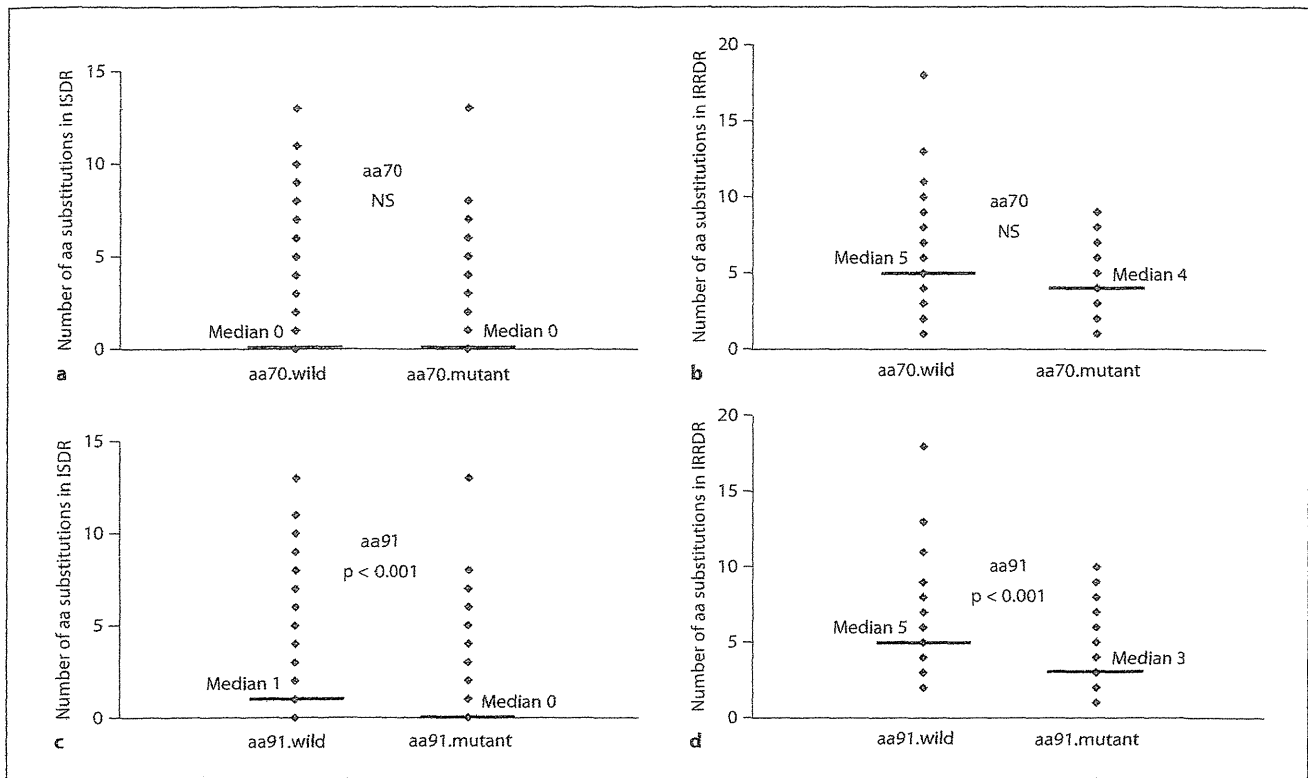 Number of aa substitutions in ISDR
15
10
5
0
aa70
NS
Median 0
Median 0
aa70.wild
aa70.mutant
a
Number of aa substitutions in IRRDR
20
15
10
5
0
aa70
NS
Median 5
Median 4
aa70.wild
aa70.mutant
b
Number of aa substitutions in ISDR
15
10
5
0
aa91
p < 0.001
Median 1
Median 0
aa91.wild
aa91.mutant
c
Number of aa substitutions in IRRDR
20
15
10
5
0
aa91
p < 0.001
Median 5
Median 3
aa91.wild
aa91.mutant
d